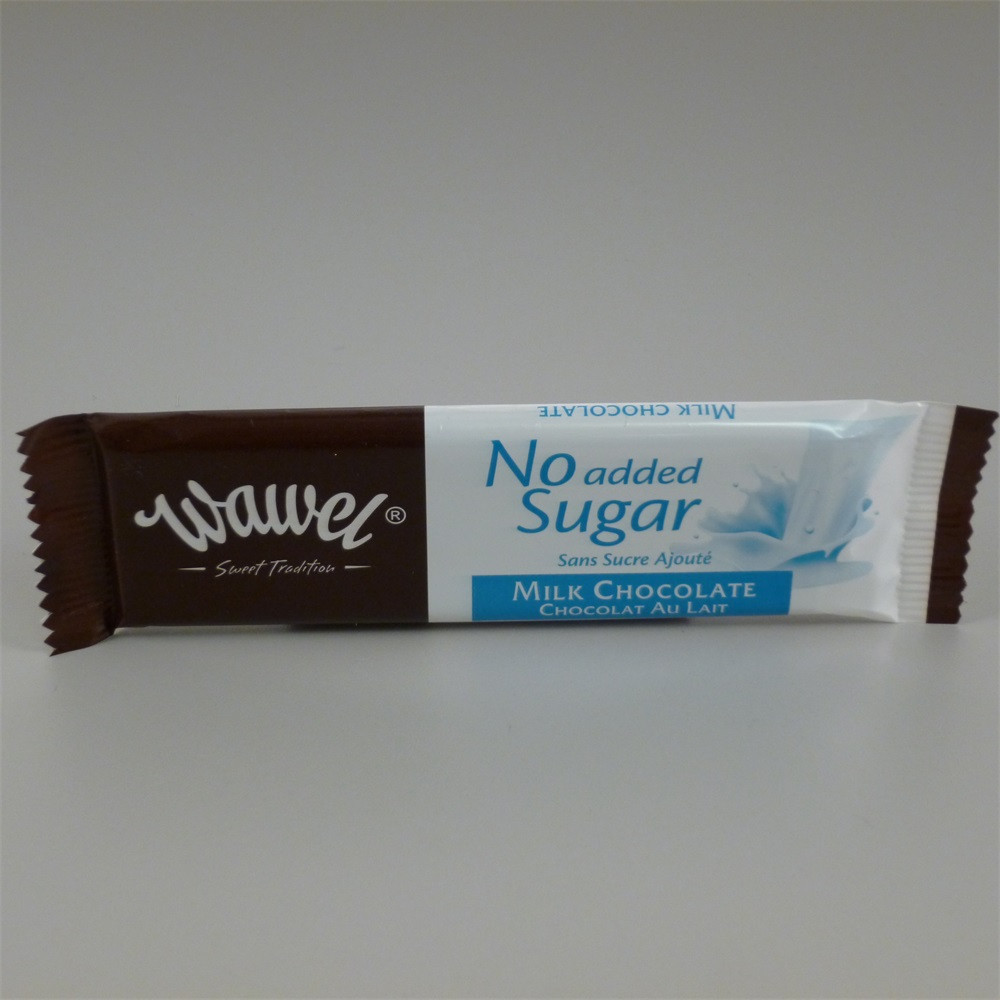 Wawel®
Sweet Tradition
MILK CHOCOLATE
No added
Sugar
Sans Sucre Ajouté
MILK CHOCOLATE
CHOCOLAT AU LAIT